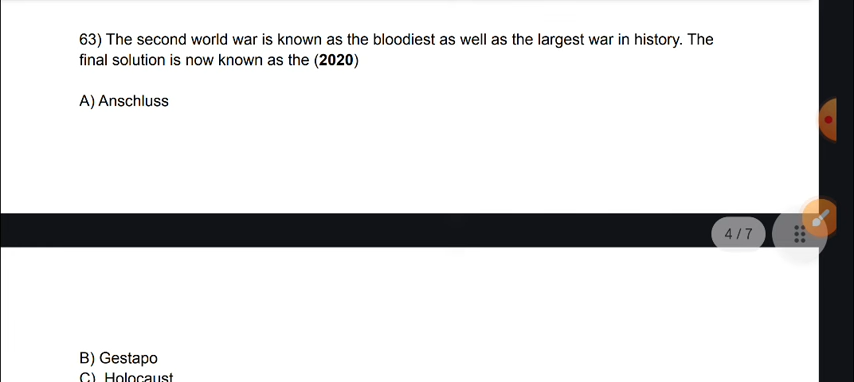 63) The second world war is known as the bloodiest as well as the largest war in history. The
final solution is now known as the (2020)
A) Anschluss
4 / 7
B) Gestapo
C) Holocaust